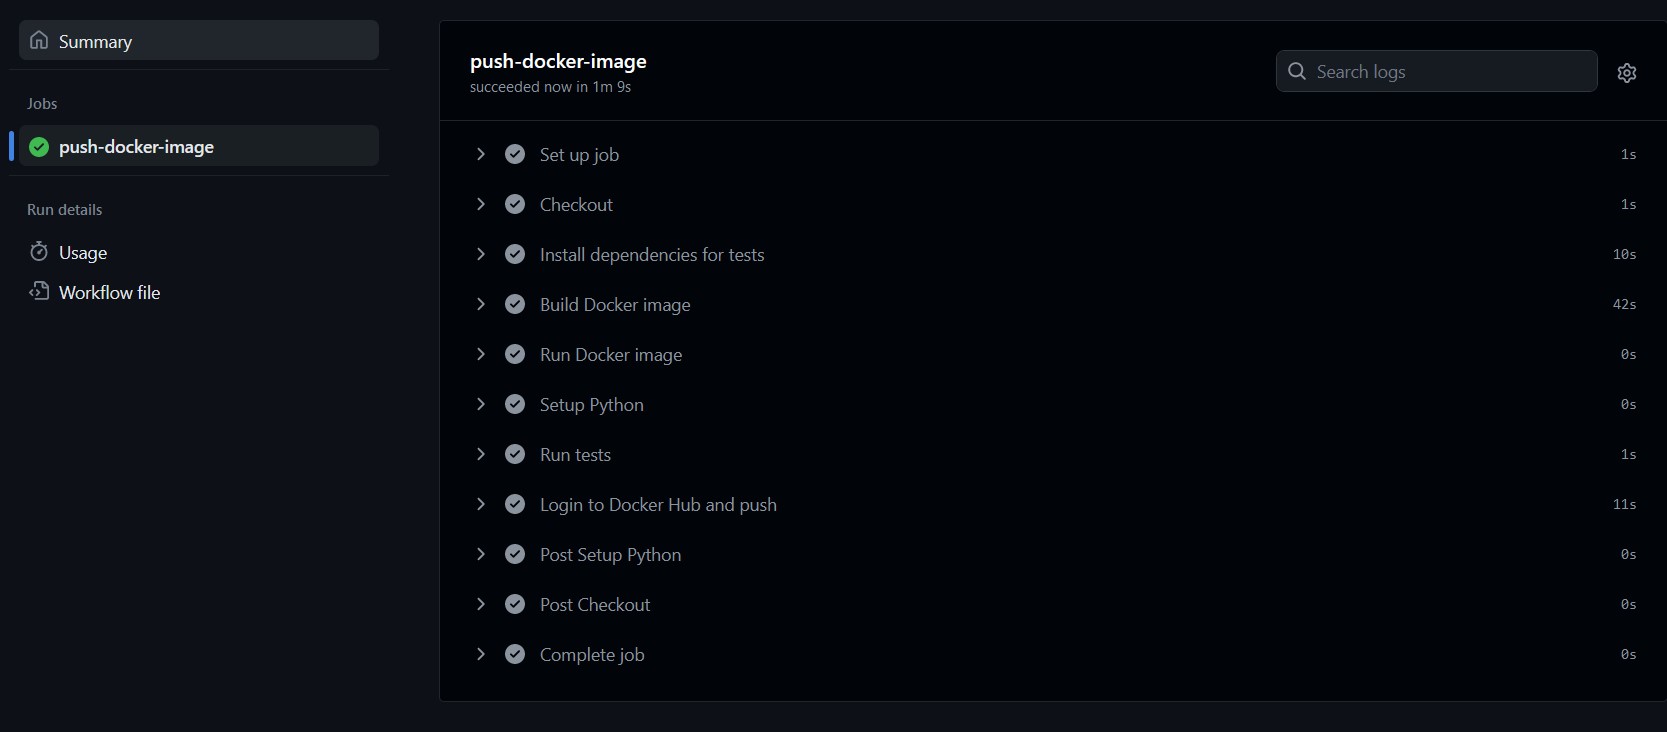 Summary
Jobs
push-docker-image
Run details
Usage
Workflow file
push-docker-image
succeeded now in 1m 9s
Search logs
Set up job 1s
Checkout 1s
Install dependencies for tests 10s
Build Docker image 42s
Run Docker image 0s
Setup Python 0s
Run tests 1s
Login to Docker Hub and push 11s
Post Setup Python 0s
Post Checkout 0s
Complete job 0s